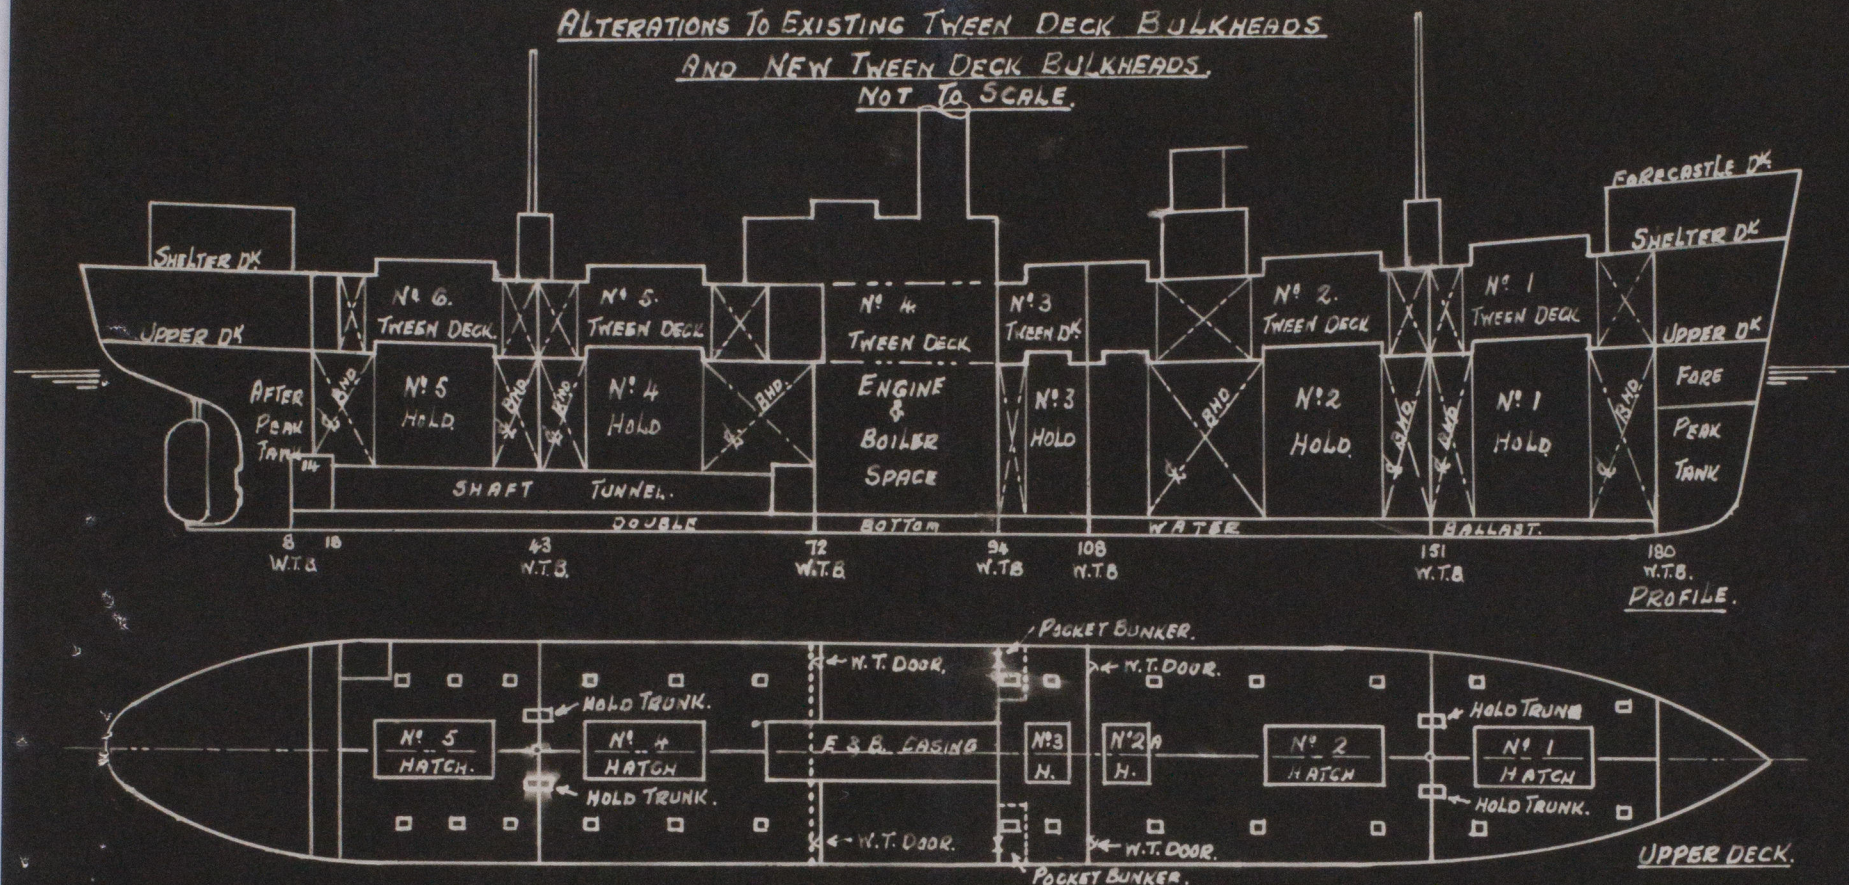 ALTERATIONS TO EXISTING TWEEN DECK BULKHEADS
AND NEW TWEEN DECK BULKHEADS.
NOT TO SCALE.
FORECASTLE DK.
SHELTER DK.
SHELTER DK
Nº 6.
TWEEN DECK.
Nº 5.
TWEEN DECK
Nº 4
TWEEN DECK
Nº 3
TWEEN DK
Nº 2.
TWEEN DECK
Nº 1
TWEEN DECK
UPPER DK
UPPER DK
AFTER
PEAK
TANK
14
BHD
Nº 5
HOLD
BHD
BHD
Nº 4
HOLD
BHD.
ENGINE
&
BOILER
SPACE
Nº 3
HOLD
BHD
Nº 2
HOLD.
BHD
BHD
Nº 1
HOLD.
BHD
FORE
PEAK
TANK
SHAFT TUNNEL.
DOUBLE BOTTOM WATER BALLAST.
8 18 43 72 94 108 151 180
W.T.B W.T.B. W.T.B W.T.B W.T.B W.T.B W.T.B.
PROFILE.
POCKET BUNKER.
W.T. DOOR. W.T. DOOR.
HOLD TRUNK. HOLD TRUNK
Nº 5
HATCH.
Nº 4
HATCH
E & B. CASING
Nº 3
H.
Nº 2A
H.
Nº 2
HATCH
Nº 1
HATCH
HOLD TRUNK. HOLD TRUNK.
W.T. DOOR. W.T. DOOR.
POCKET BUNKER.
UPPER DECK.